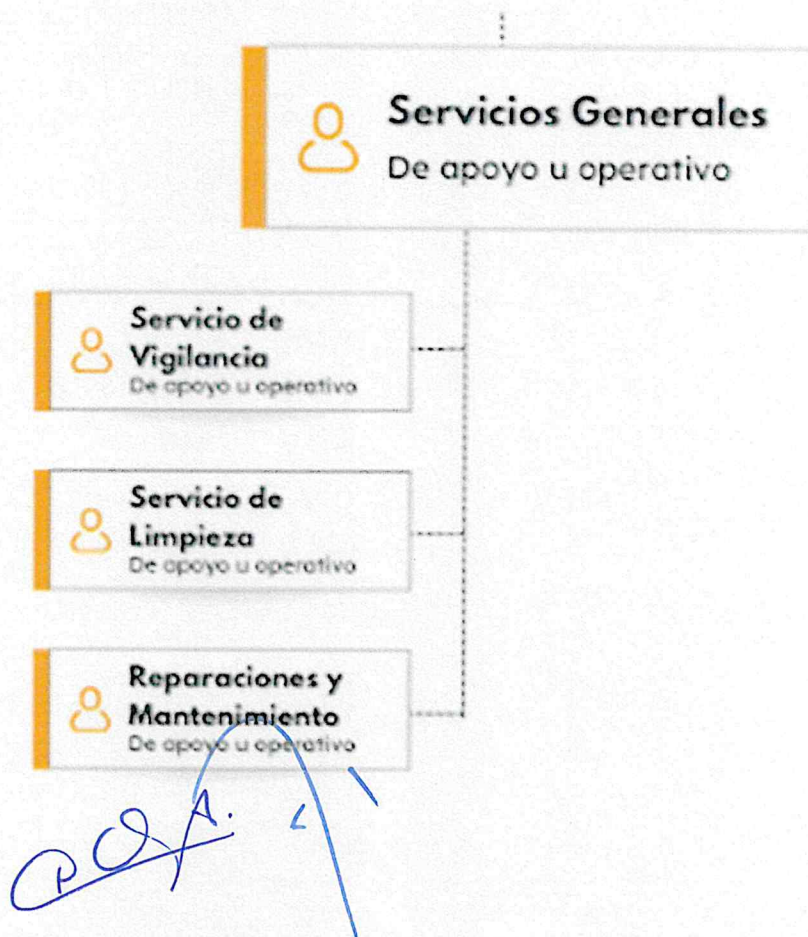 Servicios Generales
De apoyo u operativo
Servicio de
Vigilancia
De apoyo u operativo
Servicio de
Limpieza
De apoyo u operativo
Reparaciones y
Mantenimiento
De apoyo u operativo